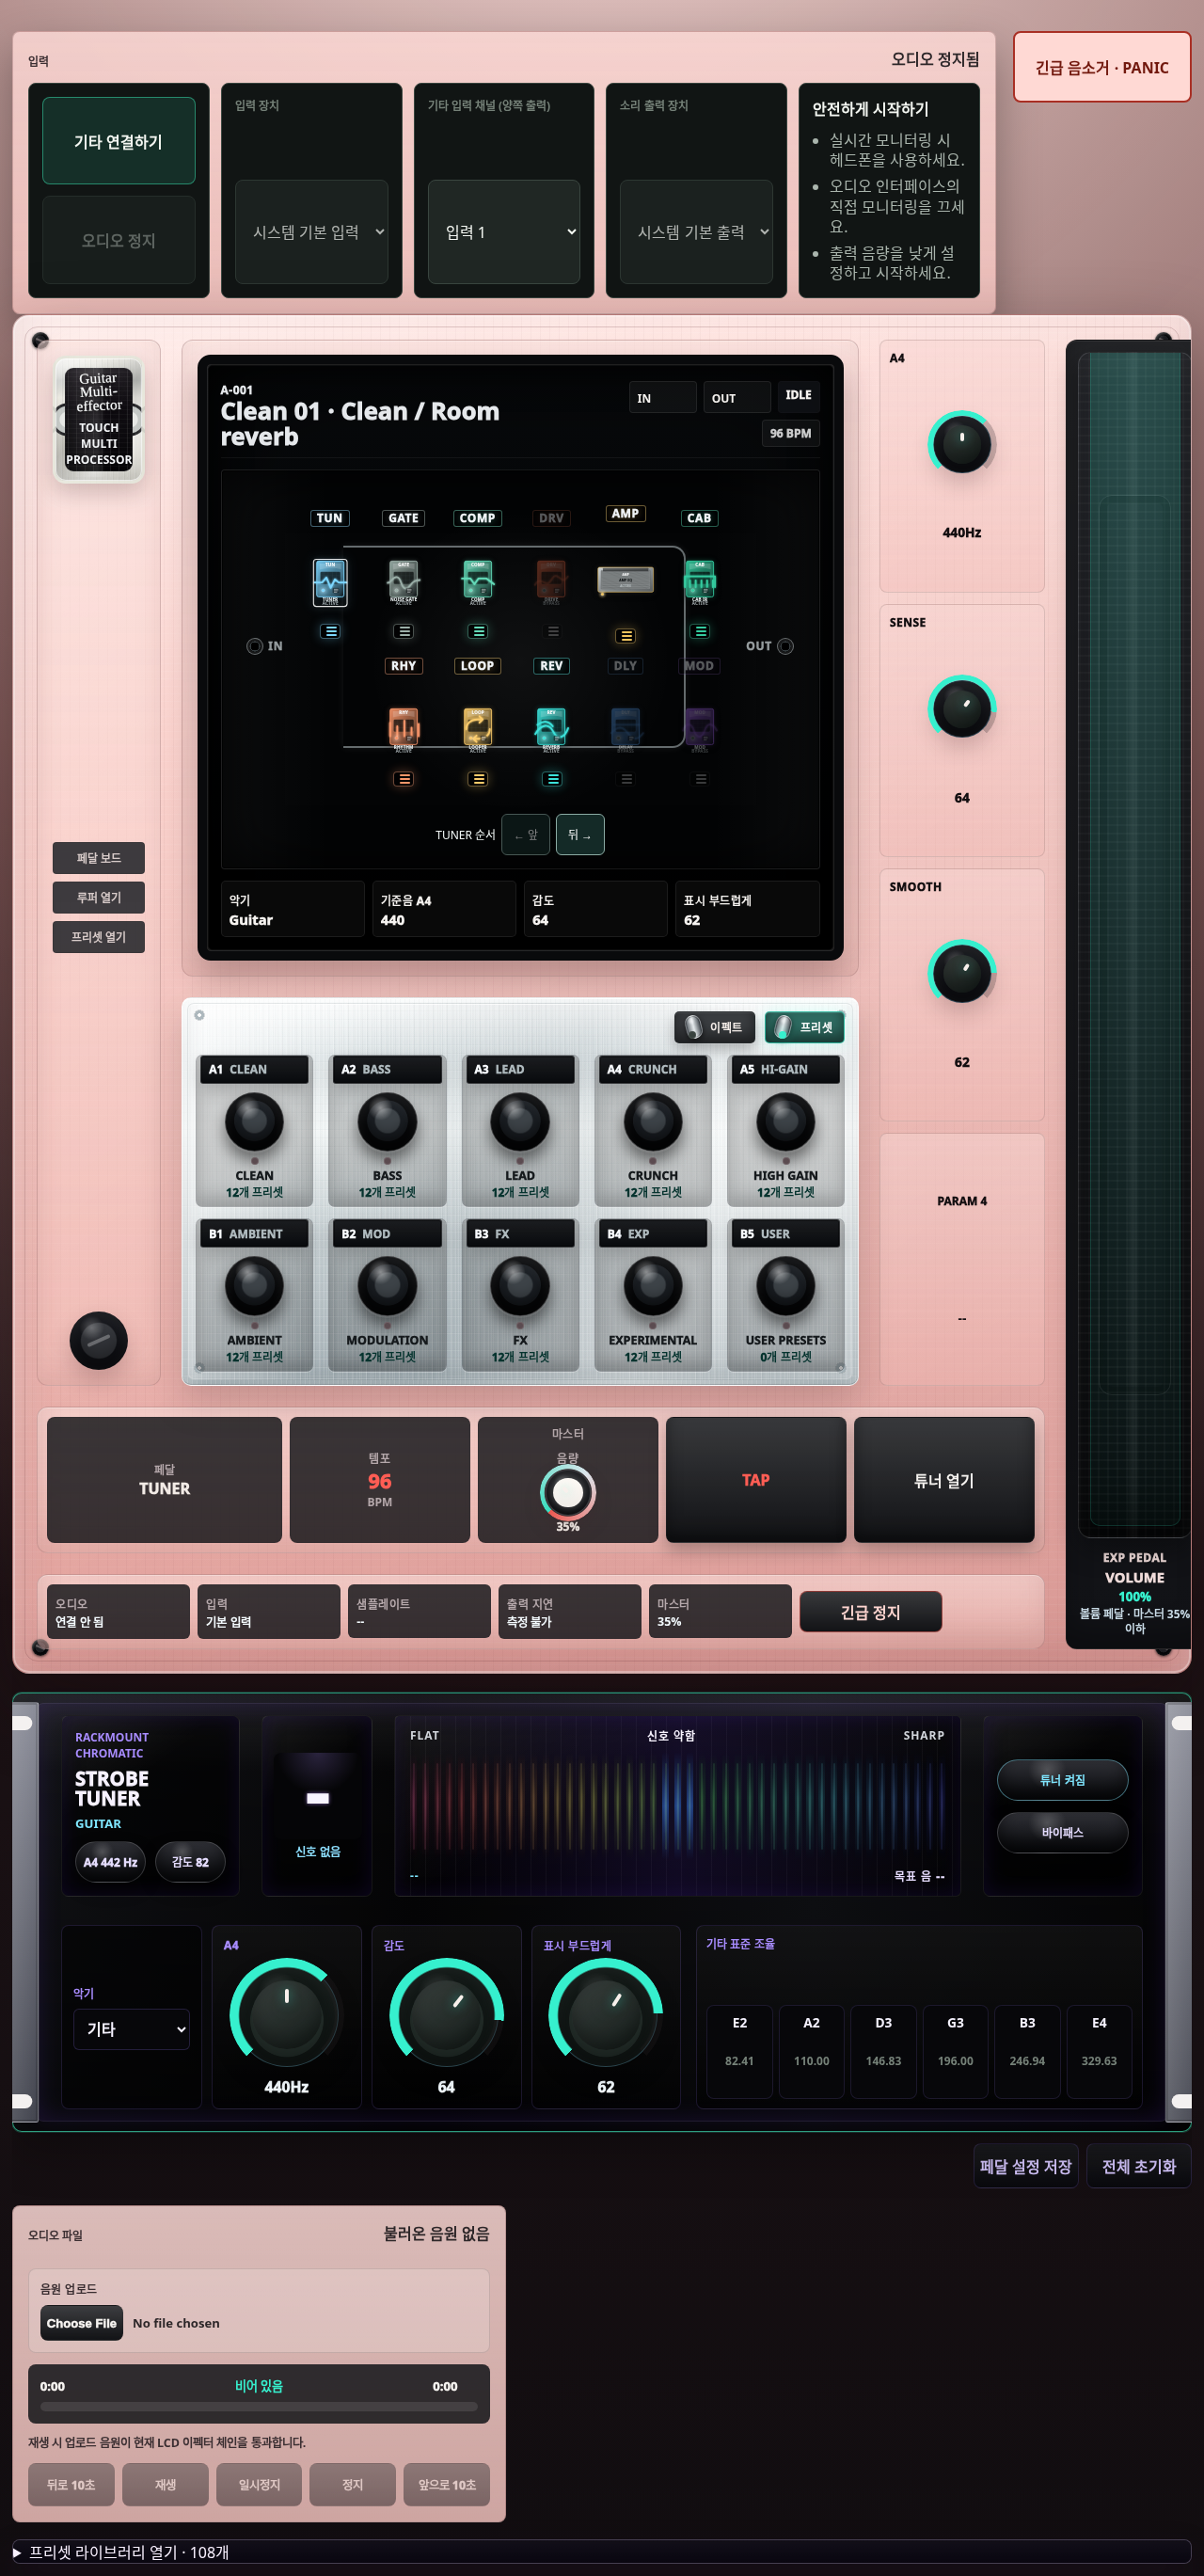 입력
오디오 정지됨
긴급 음소거 · PANIC
기타 연결하기
오디오 정지
입력 장치
시스템 기본 입력
기타 입력 채널 (양쪽 출력)
입력 1
소리 출력 장치
시스템 기본 출력
안전하게 시작하기
실시간 모니터링 시
헤드폰을 사용하세요.
오디오 인터페이스의
직접 모니터링을 끄세
요.
출력 음량을 낮게 설
정하고 시작하세요.
Guitar
Multi-
effector
TOUCH
MULTI
PROCESSOR
페달 보드
루퍼 열기
프리셋 열기
A-001
Clean 01 · Clean / Room
reverb
IN
OUT
IDLE
96 BPM
TUN
GATE
COMP
DRV
AMP
CAB
IN
OUT
RHY
LOOP
REV
DLY
MOD
TUNER 순서
← 앞
뒤 →
악기
Guitar
기준음 A4
440
감도
64
표시 부드럽게
62
A4
440Hz
SENSE
64
SMOOTH
62
PARAM 4
--
이펙트
프리셋
A1 CLEAN
A2 BASS
A3 LEAD
A4 CRUNCH
A5 HI-GAIN
CLEAN
12개 프리셋
BASS
12개 프리셋
LEAD
12개 프리셋
CRUNCH
12개 프리셋
HIGH GAIN
12개 프리셋
B1 AMBIENT
B2 MOD
B3 FX
B4 EXP
B5 USER
AMBIENT
12개 프리셋
MODULATION
12개 프리셋
FX
12개 프리셋
EXPERIMENTAL
12개 프리셋
USER PRESETS
0개 프리셋
페달
TUNER
템포
96
BPM
마스터
음량
35%
TAP
튜너 열기
오디오
연결 안 됨
입력
기본 입력
샘플레이트
--
출력 지연
측정 불가
마스터
35%
긴급 정지
EXP PEDAL
VOLUME
100%
볼륨 페달 · 마스터 35%
이하
RACKMOUNT
CHROMATIC
STROBE
TUNER
GUITAR
A4 442 Hz
감도 82
신호 없음
FLAT
신호 약함
SHARP
--
목표 음 --
튜너 켜짐
바이패스
악기
기타
A4
440Hz
감도
64
표시 부드럽게
62
기타 표준 조율
E2
A2
D3
G3
B3
E4
82.41
110.00
146.83
196.00
246.94
329.63
페달 설정 저장
전체 초기화
오디오 파일
불러온 음원 없음
음원 업로드
Choose File
No file chosen
0:00
비어 있음
0:00
재생 시 업로드 음원이 현재 LCD 이펙터 체인을 통과합니다.
뒤로 10초
재생
일시정지
정지
앞으로 10초
프리셋 라이브러리 열기 · 108개